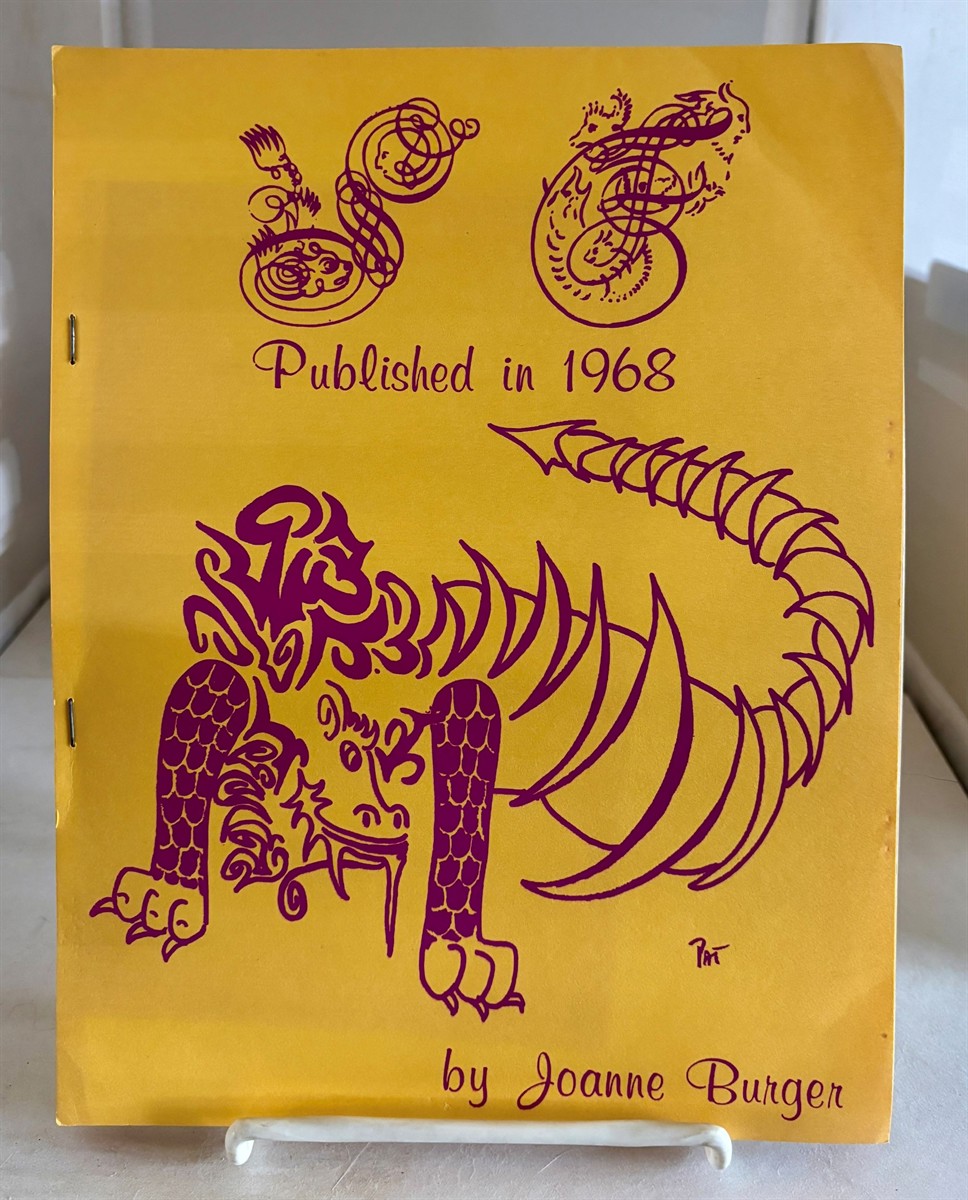 SF
Published in 1968
PAT
by Joanne Burger